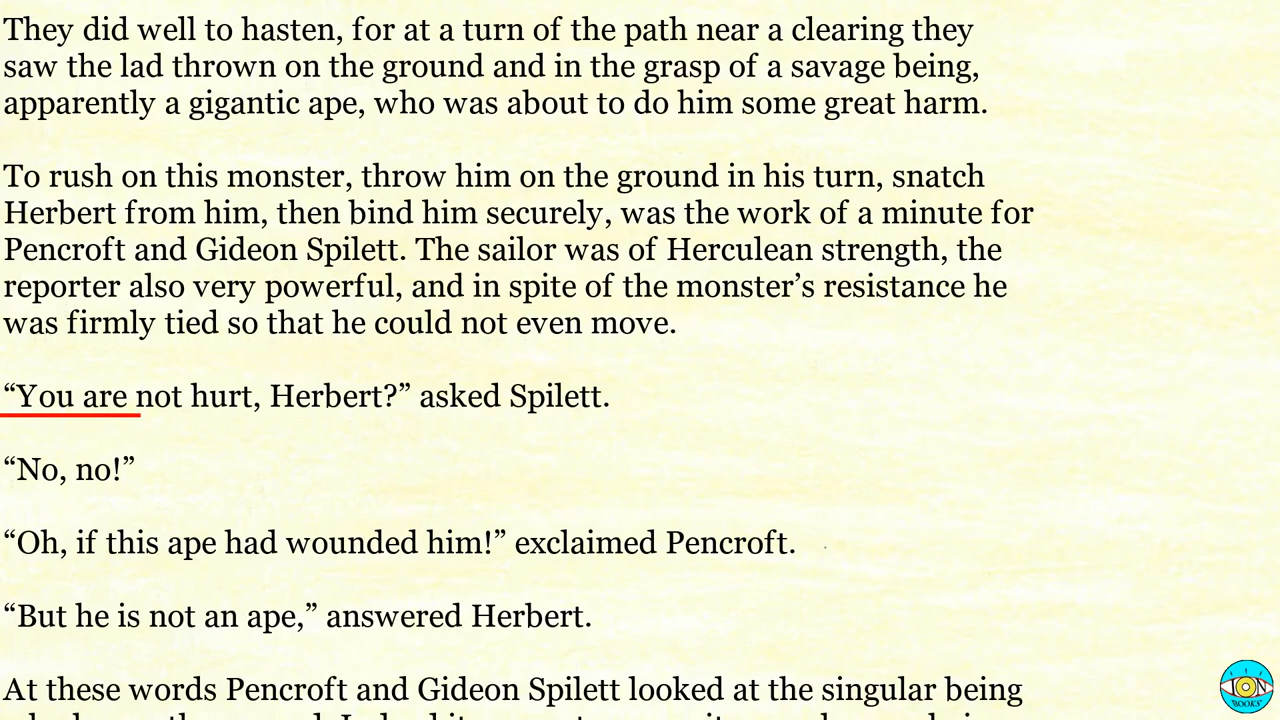 They did well to hasten, for at a turn of the path near a clearing they
saw the lad thrown on the ground and in the grasp of a savage being,
apparently a gigantic ape, who was about to do him some great harm.
To rush on this monster, throw him on the ground in his turn, snatch
Herbert from him, then bind him securely, was the work of a minute for
Pencroft and Gideon Spilett. The sailor was of Herculean strength, the
reporter also very powerful, and in spite of the monster’s resistance he
was firmly tied so that he could not even move.
“You are not hurt, Herbert?” asked Spilett.
“No, no!”
“Oh, if this ape had wounded him!” exclaimed Pencroft.
“But he is not an ape,” answered Herbert.
At these words Pencroft and Gideon Spilett looked at the singular being
ION
BOOKS